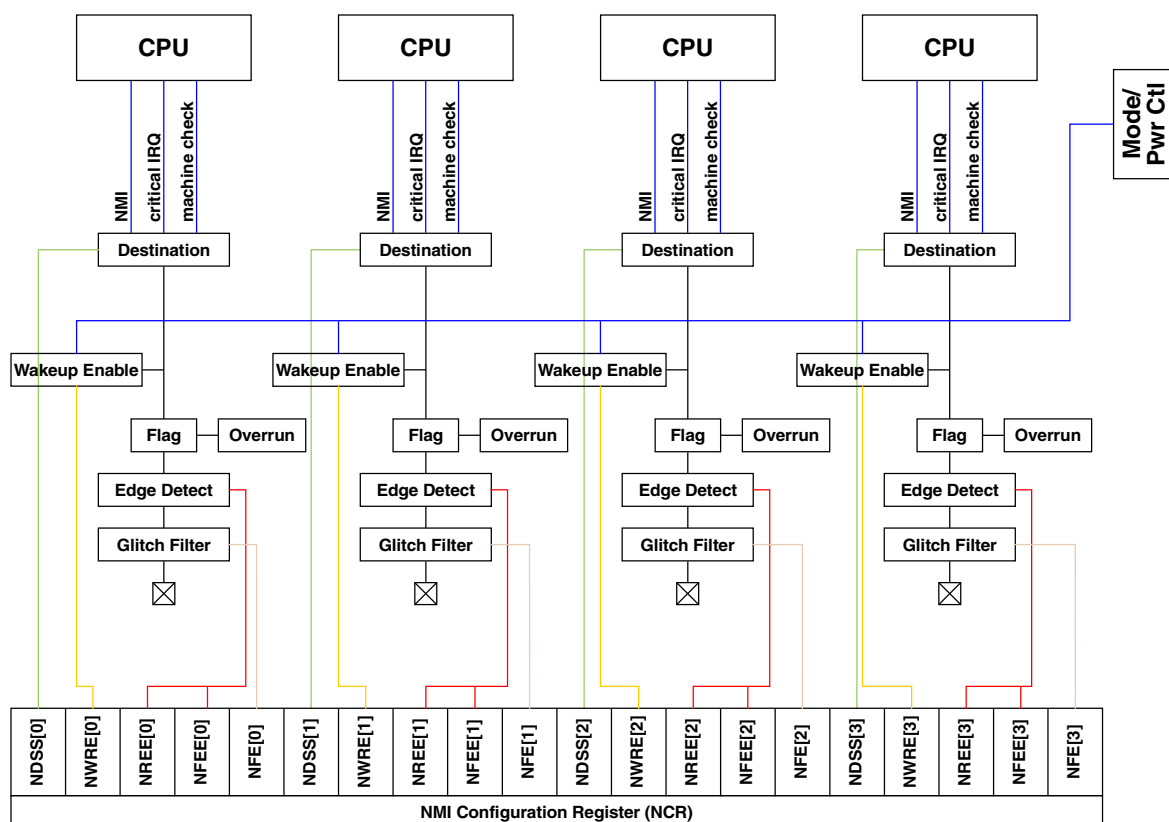 CPU
CPU
CPU
CPU
Mode/
Pwr Ctl
NMI
critical IRQ
machine check
NMI
critical IRQ
machine check
NMI
critical IRQ
machine check
NMI
critical IRQ
machine check
Destination
Destination
Destination
Destination
Wakeup Enable
Wakeup Enable
Wakeup Enable
Wakeup Enable
Flag
Overrun
Flag
Overrun
Flag
Overrun
Flag
Overrun
Edge Detect
Edge Detect
Edge Detect
Edge Detect
Glitch Filter
Glitch Filter
Glitch Filter
Glitch Filter
NDSS[0]
NWRE[0]
NREE[0]
NFEE[0]
NFE[0]
NDSS[1]
NWRE[1]
NREE[1]
NFEE[1]
NFE[1]
NDSS[2]
NWRE[2]
NREE[2]
NFEE[2]
NFE[2]
NDSS[3]
NWRE[3]
NREE[3]
NFEE[3]
NFE[3]
NMI Configuration Register (NCR)